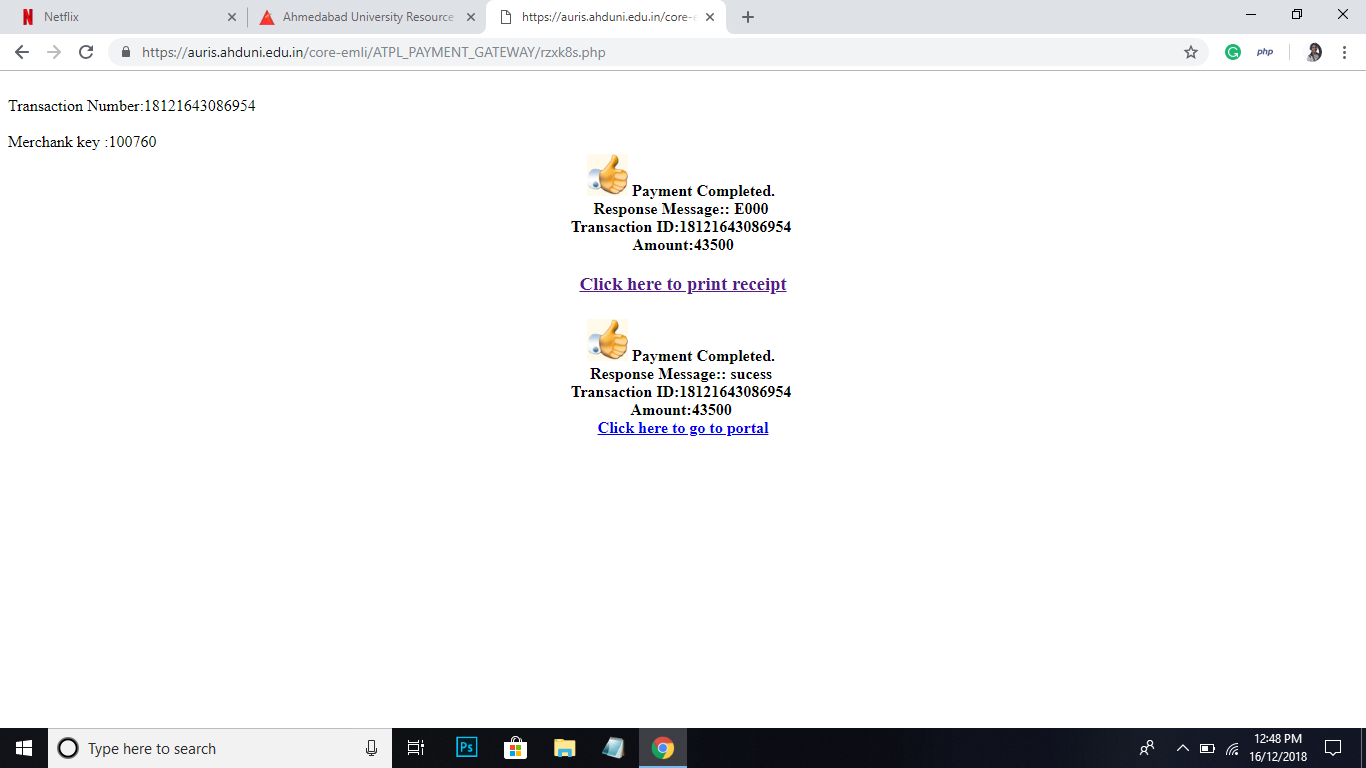 Netflix
Ahmedabad University Resource
https://auris.ahduni.edu.in/core-e
https://auris.ahduni.edu.in/core-emli/ATPL_PAYMENT_GATEWAY/rzxk8s.php
php
Transaction Number:18121643086954
Merchank key :100760
Payment Completed.
Response Message:: E000
Transaction ID:18121643086954
Amount:43500
Click here to print receipt
Payment Completed.
Response Message:: sucess
Transaction ID:18121643086954
Amount:43500
Click here to go to portal
Type here to search
Ps
12:48 PM
16/12/2018